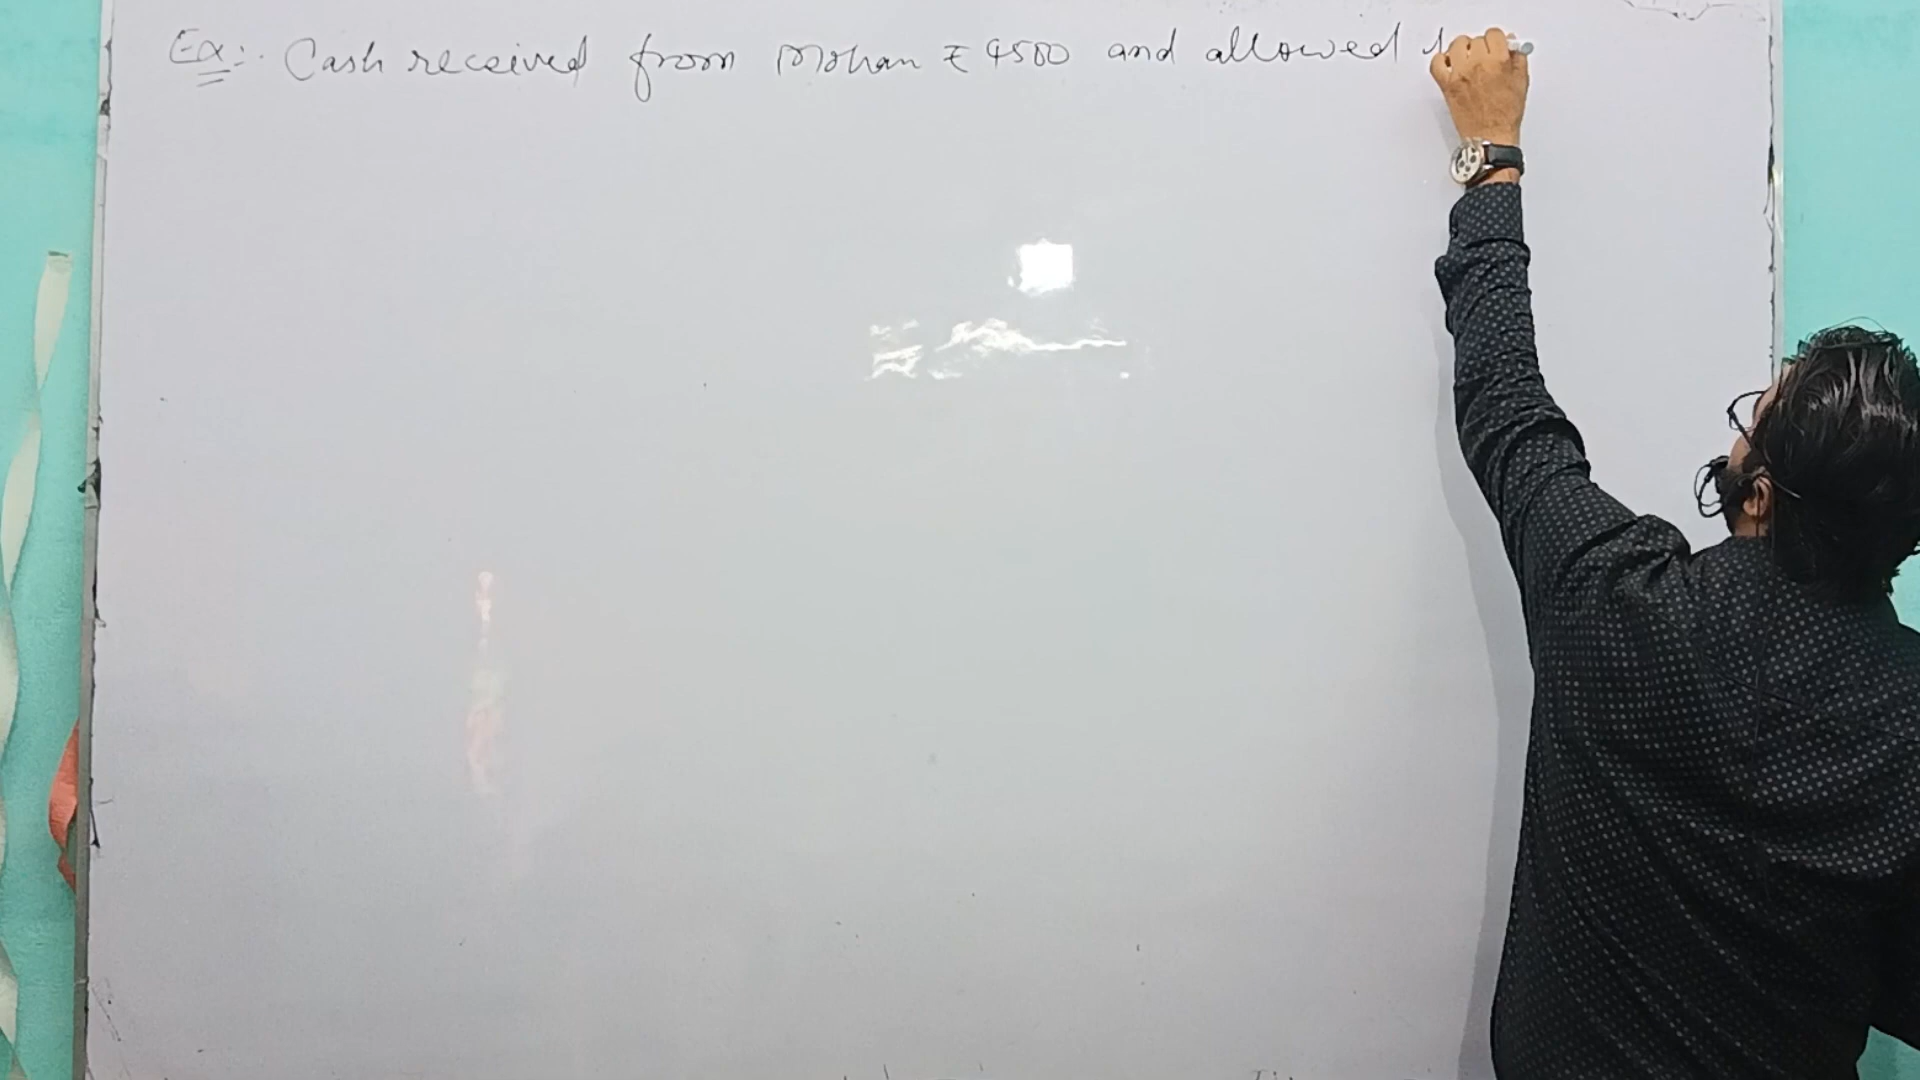 Ex:- Cash received from Mohan ₹ 4500 and allowed